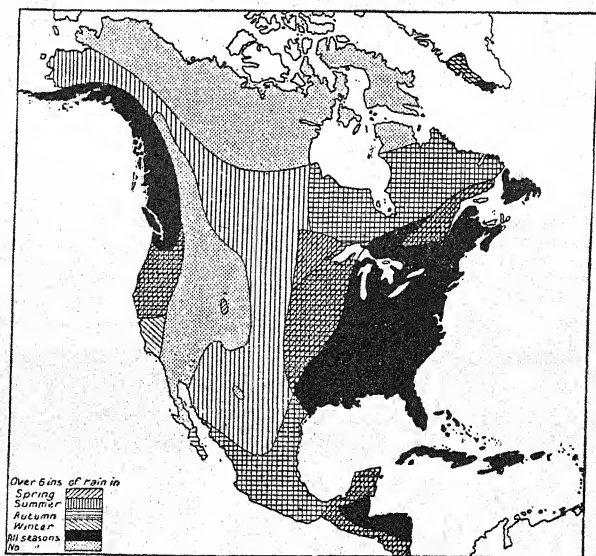 Over 6 ins of rain in
Spring
Summer
Autumn
Winter
All seasons
No "